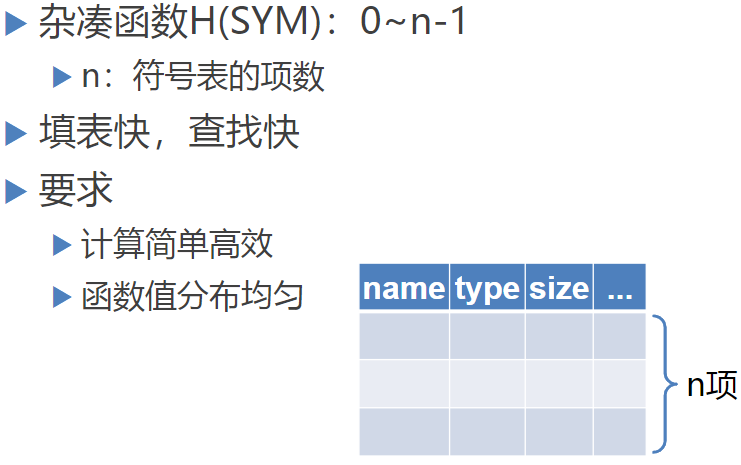 杂凑函数H(SYM)：0~n-1
n：符号表的项数
填表快，查找快
要求
计算简单高效
函数值分布均匀
name type size ...
n项